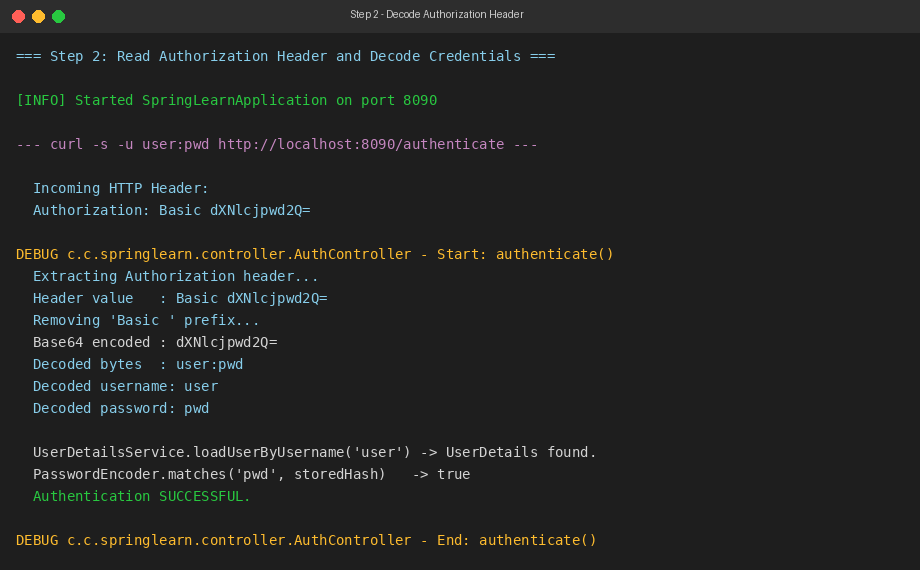 Step 2 - Decode Authorization Header
=== Step 2: Read Authorization Header and Decode Credentials ===
[INFO] Started SpringLearnApplication on port 8090
--- curl -s -u user:pwd http://localhost:8090/authenticate ---
Incoming HTTP Header:
Authorization: Basic dXNlcjpwd2Q=
DEBUG c.c.springlearn.controller.AuthController - Start: authenticate()
Extracting Authorization header...
Header value   : Basic dXNlcjpwd2Q=
Removing 'Basic ' prefix...
Base64 encoded : dXNlcjpwd2Q=
Decoded bytes  : user:pwd
Decoded username: user
Decoded password: pwd
UserDetailsService.loadUserByUsername('user') -> UserDetails found.
PasswordEncoder.matches('pwd', storedHash)   -> true
Authentication SUCCESSFUL.
DEBUG c.c.springlearn.controller.AuthController - End: authenticate()